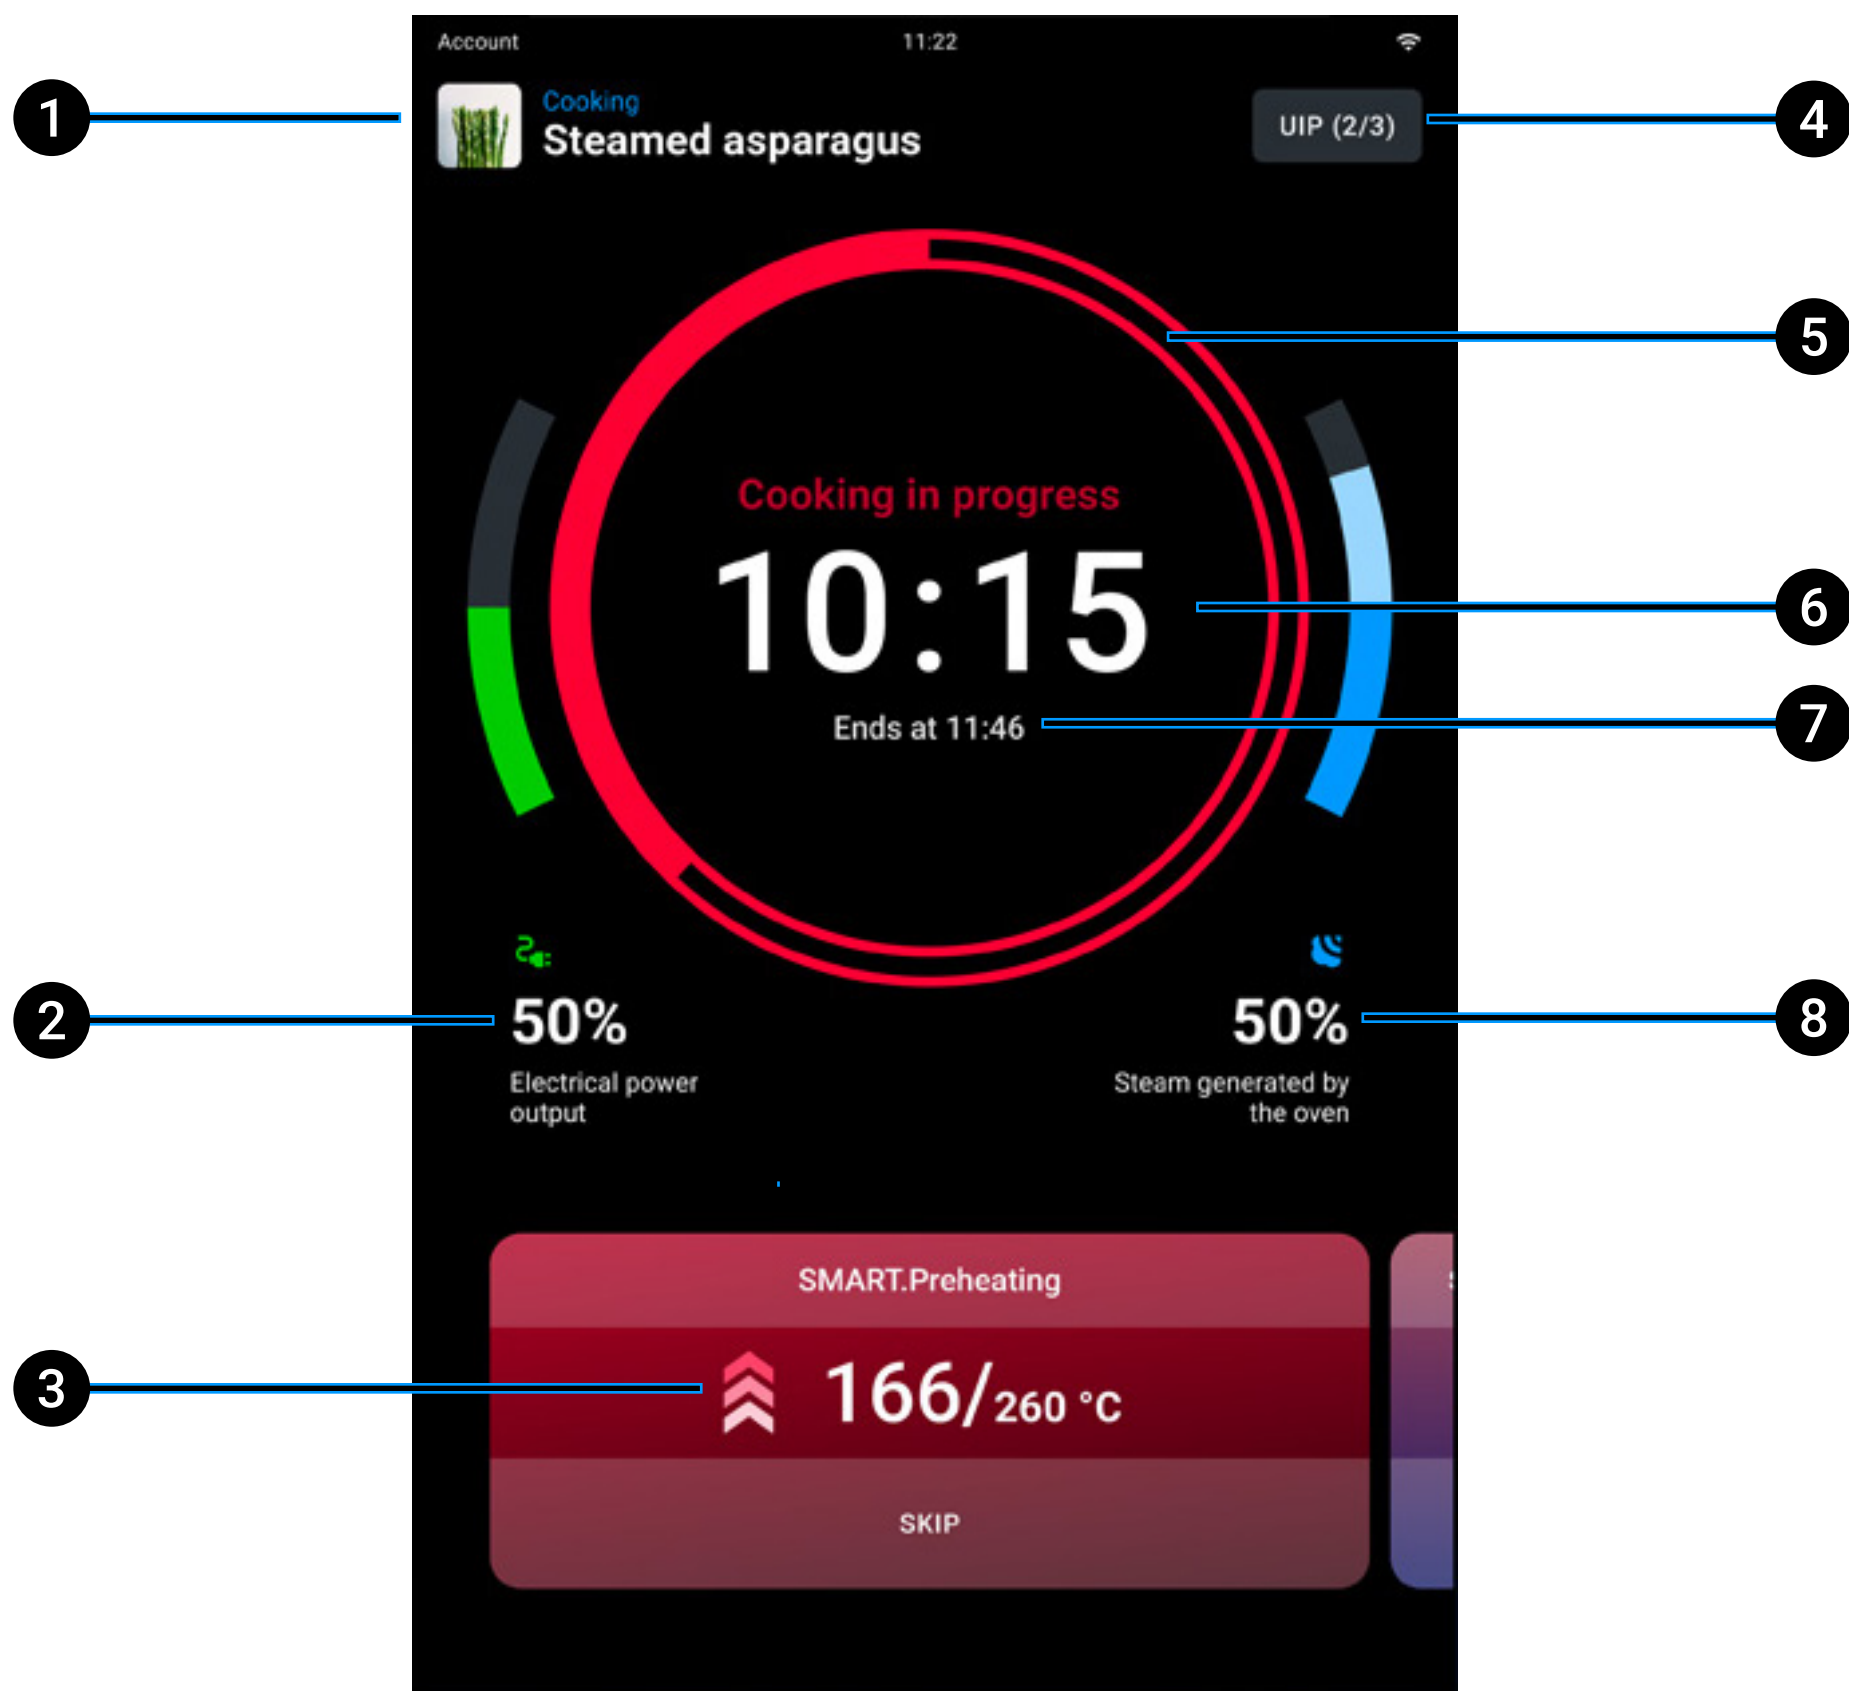 Account 11:22
1
Cooking
Steamed asparagus
UIP (2/3)
4
5
Cooking in progress
10:15
6
Ends at 11:46
7
2
50%
50%
8
Electrical power
output
Steam generated by
the oven
SMART.Preheating
3
166/260 °C
SKIP